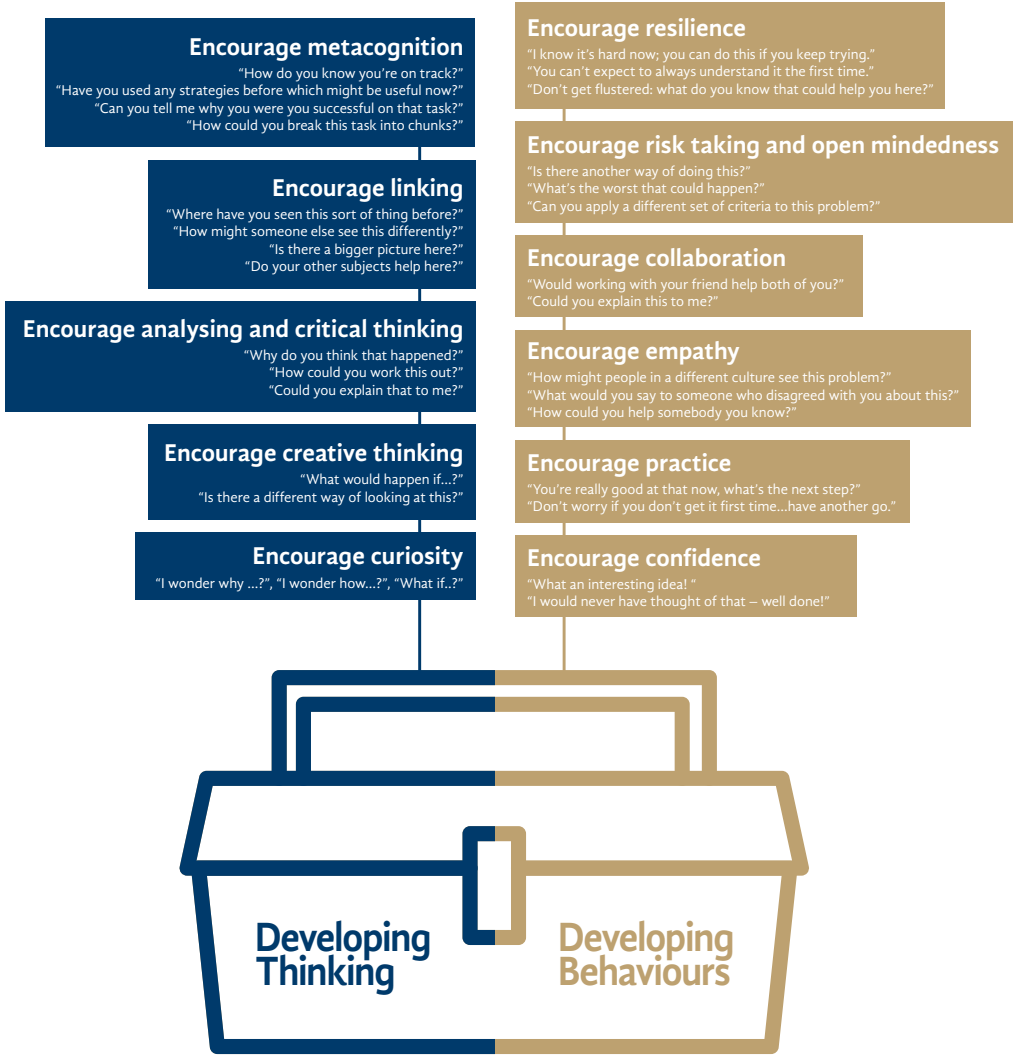 Encourage metacognition
“How do you know you’re on track?”
“Have you used any strategies before which might be useful now?”
“Can you tell me why you were you successful on that task?”
“How could you break this task into chunks?”
Encourage linking
“Where have you seen this sort of thing before?”
“How might someone else see this differently?”
“Is there a bigger picture here?”
“Do your other subjects help here?”
Encourage analysing and critical thinking
“Why do you think that happened?”
“How could you work this out?”
“Could you explain that to me?”
Encourage creative thinking
“What would happen if...?”
“Is there a different way of looking at this?”
Encourage curiosity
“I wonder why ...?”, “I wonder how...?”, “What if..?”
Encourage resilience
“I know it’s hard now; you can do this if you keep trying.”
“You can’t expect to always understand it the first time.”
“Don’t get flustered: what do you know that could help you here?”
Encourage risk taking and open mindedness
“Is there another way of doing this?”
“What’s the worst that could happen?”
“Can you apply a different set of criteria to this problem?”
Encourage collaboration
“Would working with your friend help both of you?”
“Could you explain this to me?”
Encourage empathy
“How might people in a different culture see this problem?”
“What would you say to someone who disagreed with you about this?”
“How could you help somebody you know?”
Encourage practice
“You’re really good at that now, what’s the next step?”
“Don’t worry if you don’t get it first time...have another go.”
Encourage confidence
“What an interesting idea! “
“I would never have thought of that – well done!”
Developing
Thinking
Developing
Behaviours